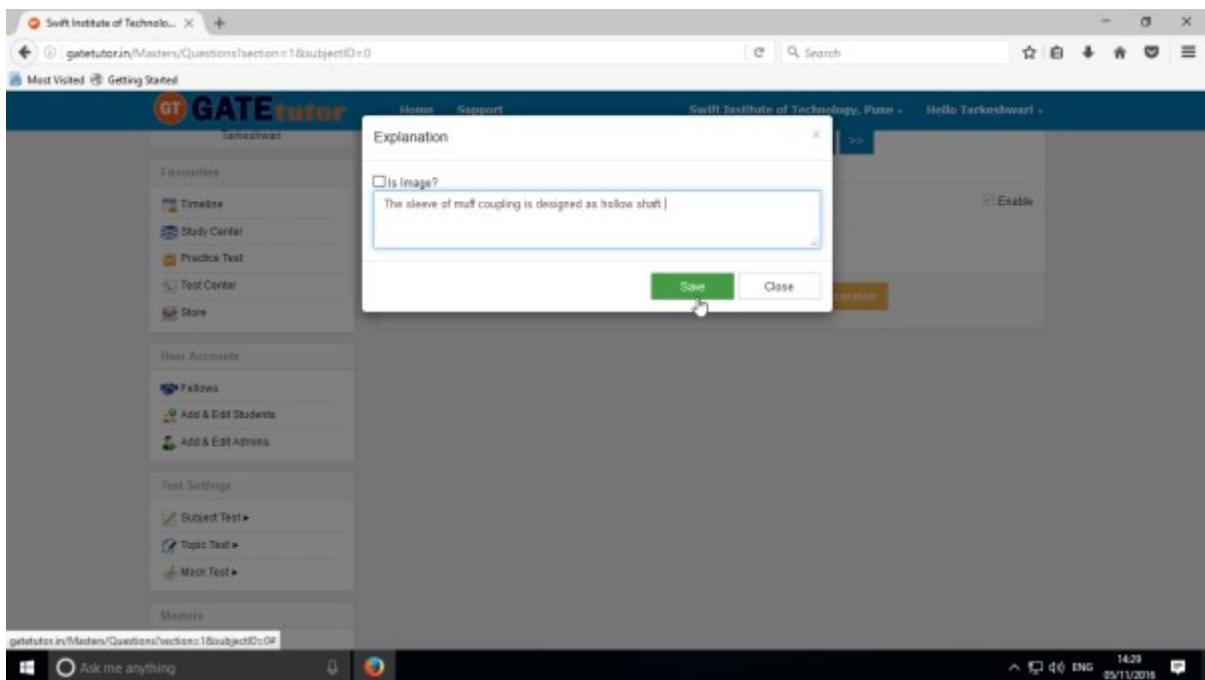 Swift Institute of Technolo...
gatetutor.in/Masters/Questions?section=1&subjectID=0
Search
Most Visited Getting Started
GT GATEtutor Home Support Swift Institute of Technology, Pune Hello Tarkeshwari
Tarkeshwari
>>
Explanation ×
Is Image?
The sleeve of muff coupling is designed as hollow shaft
Enable
Save Close
Favourites
Timeline
Study Center
Practice Test
Test Center
Store
User Accounts
Fellows
Add & Edit Students
Add & Edit Admins
Test Settings
Subject Test
Topic Test
Mock Test
Masters
gatetutor.in/Masters/Questions?section=1&subjectID=0#
Ask me anything
ENG
14:29
05/11/2016